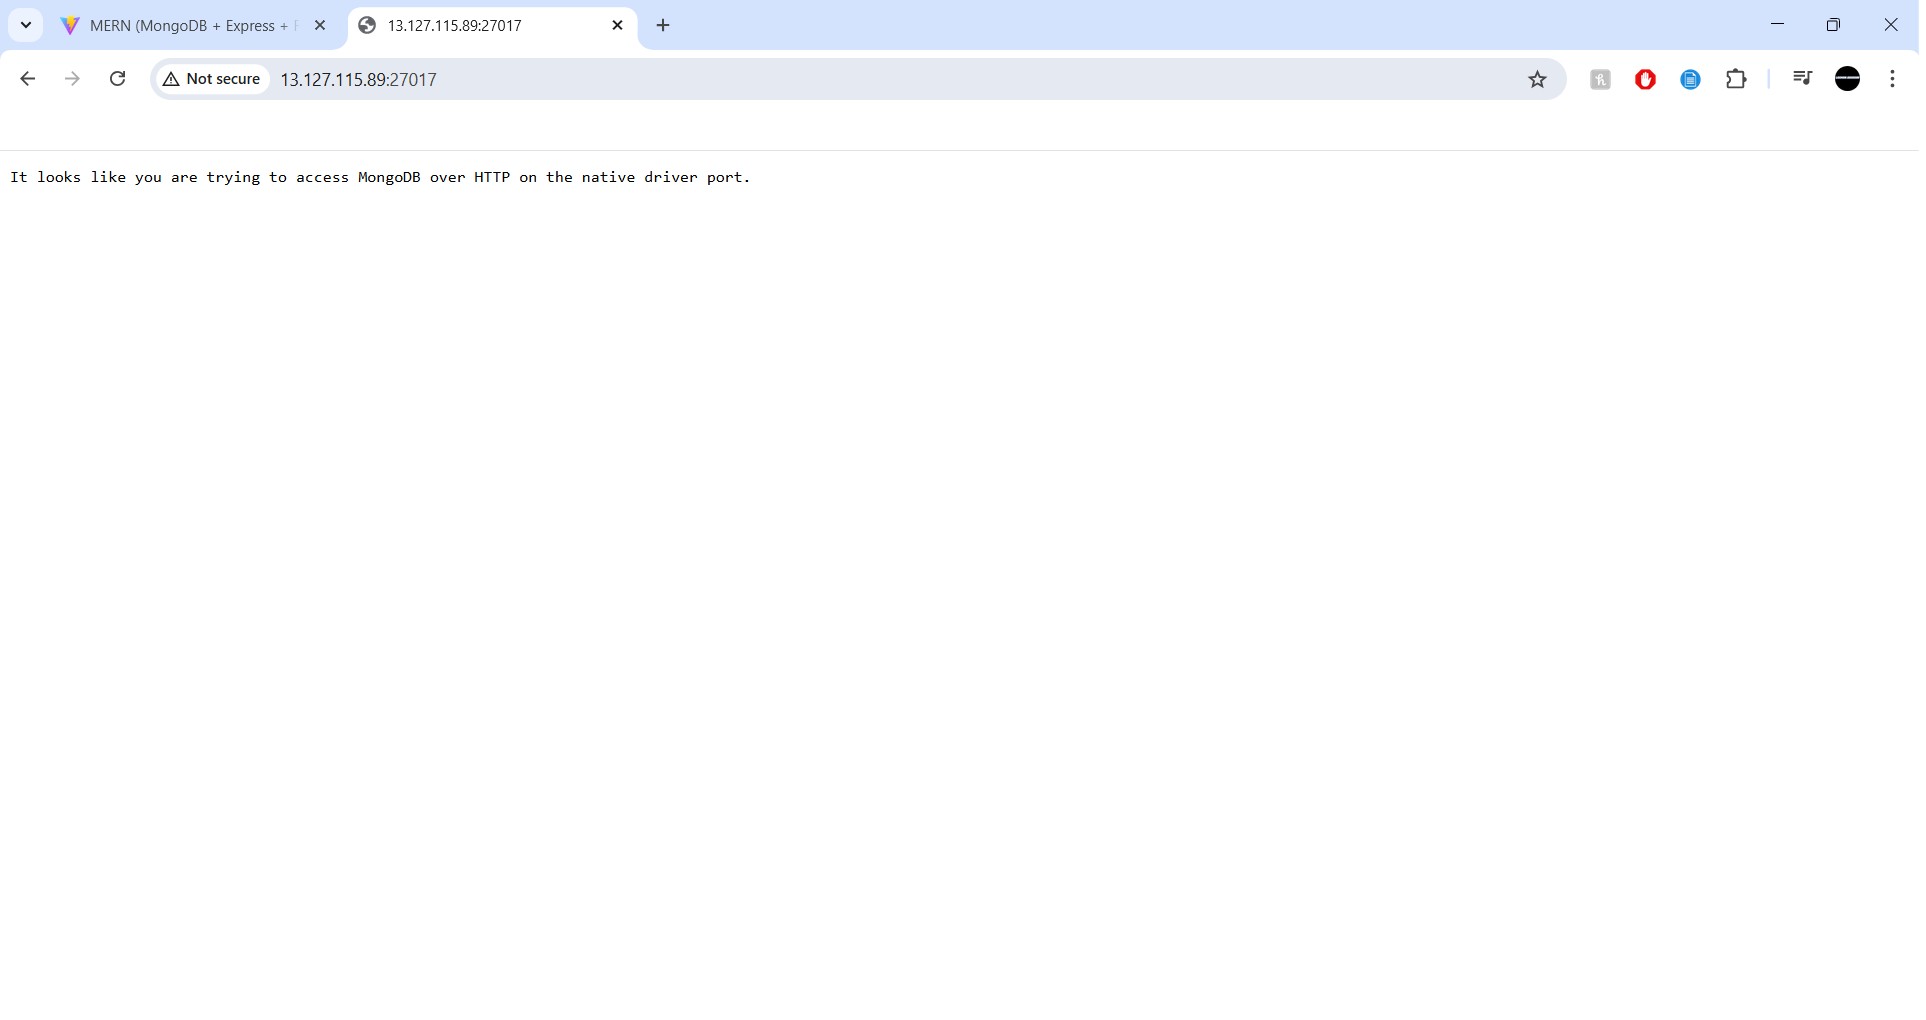 MERN (MongoDB + Express +
13.127.115.89:27017
Not secure
13.127.115.89:27017
It looks like you are trying to access MongoDB over HTTP on the native driver port.